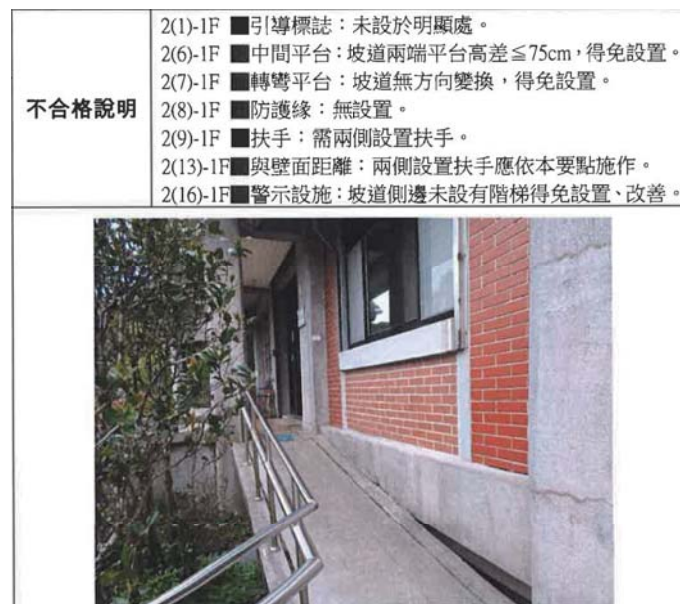 不合格說明
2(1)-1F ■引導標誌：未設於明顯處。
2(6)-1F ■中間平台：坡道兩端平台高差≦75cm，得免設置。
2(7)-1F ■轉彎平台：坡道無方向變換，得免設置。
2(8)-1F ■防護緣：無設置。
2(9)-1F ■扶手：需兩側設置扶手。
2(13)-1F■與壁面距離：兩側設置扶手應依本要點施作。
2(16)-1F■警示設施：坡道側邊未設有階梯得免設置、改善。